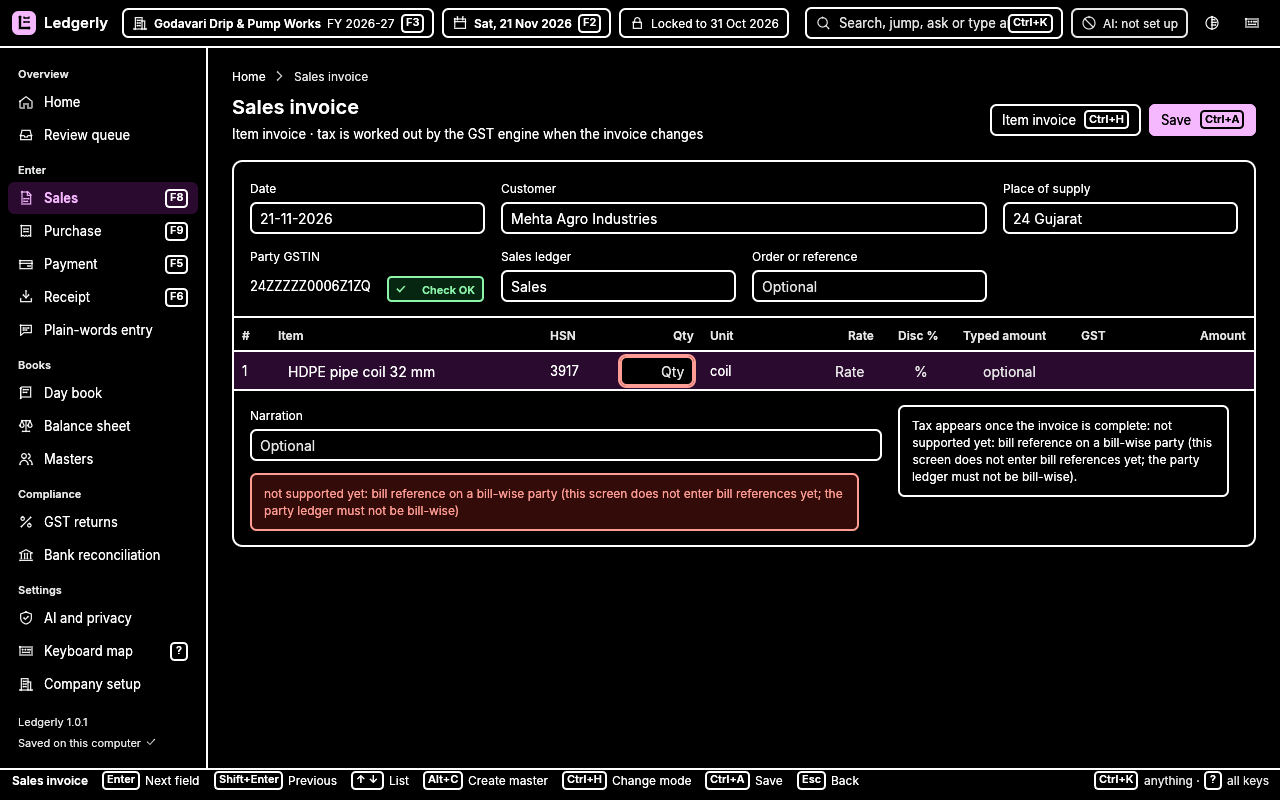 Ledgerly
Godavari Drip & Pump Works FY 2026-27 F3
Sat, 21 Nov 2026 F2
Locked to 31 Oct 2026
Search, jump, ask or type a Ctrl+K
AI: not set up
Overview
Home
Review queue
Enter
Sales F8
Purchase F9
Payment F5
Receipt F6
Plain-words entry
Books
Day book
Balance sheet
Masters
Compliance
GST returns
Bank reconciliation
Settings
AI and privacy
Keyboard map ?
Company setup
Ledgerly 1.0.1
Saved on this computer
Home Sales invoice
Sales invoice
Item invoice · tax is worked out by the GST engine when the invoice changes
Item invoice Ctrl+H
Save Ctrl+A
Date Customer Place of supply
21-11-2026 Mehta Agro Industries 24 Gujarat
Party GSTIN Sales ledger Order or reference
24ZZZZZ0006Z1ZQ Check OK Sales Optional
# Item HSN Qty Unit Rate Disc % Typed amount GST Amount
1 HDPE pipe coil 32 mm 3917 Qty coil Rate % optional
Narration
Optional
not supported yet: bill reference on a bill-wise party (this screen does not enter bill references yet; the
party ledger must not be bill-wise)
Tax appears once the invoice is complete: not
supported yet: bill reference on a bill-wise party (this
screen does not enter bill references yet; the party
ledger must not be bill-wise).
Sales invoice Enter Next field Shift+Enter Previous ↑ ↓ List Alt+C Create master Ctrl+H Change mode Ctrl+A Save Esc Back Ctrl+K anything · ? all keys